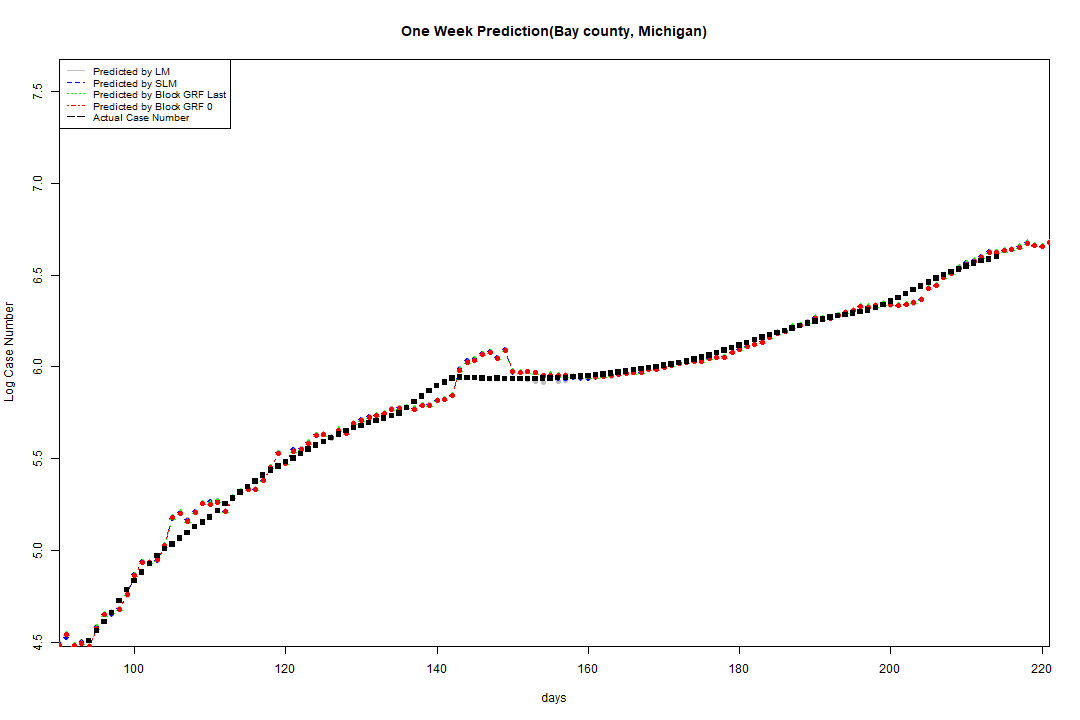 One Week Prediction(Bay county, Michigan)
Predicted by LM
Predicted by SLM
Predicted by Block GRF Last
Predicted by Block GRF 0
Actual Case Number
7.5
7.0
6.5
6.0
5.5
5.0
4.5
Log Case Number
100 120 140 160 180 200 220
days